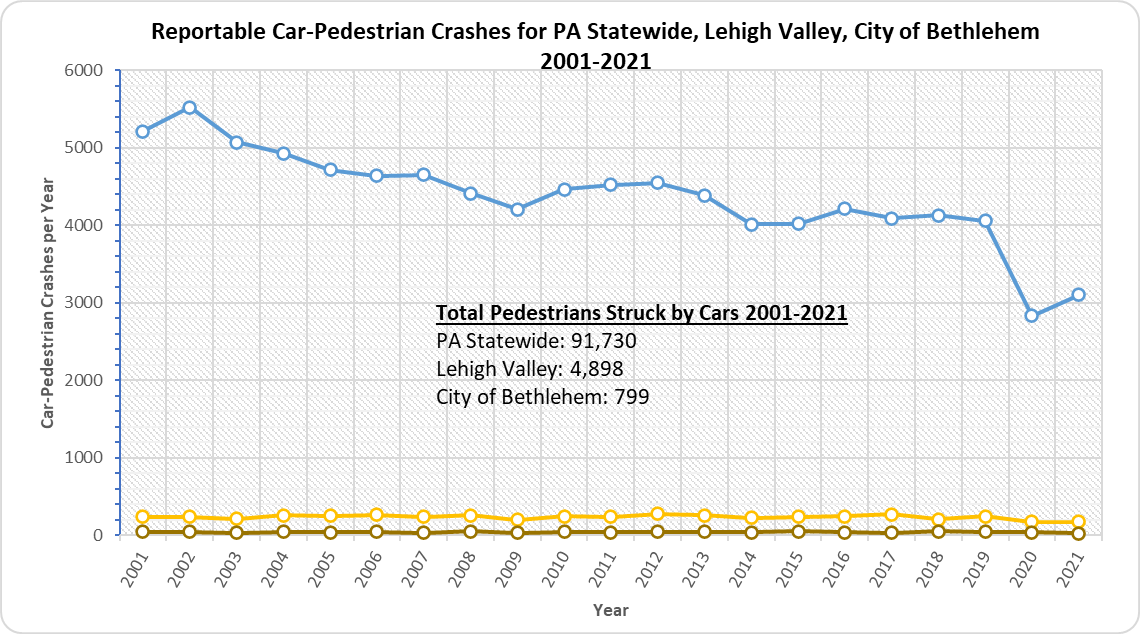 Reportable Car-Pedestrian Crashes for PA Statewide, Lehigh Valley, City of Bethlehem
2001-2021
6000
5000
4000
3000
2000
1000
0
Car-Pedestrian Crashes per Year
Total Pedestrians Struck by Cars 2001-2021
PA Statewide: 91,730
Lehigh Valley: 4,898
City of Bethlehem: 799
2001 2002 2003 2004 2005 2006 2007 2008 2009 2010 2011 2012 2013 2014 2015 2016 2017 2018 2019 2020 2021
Year